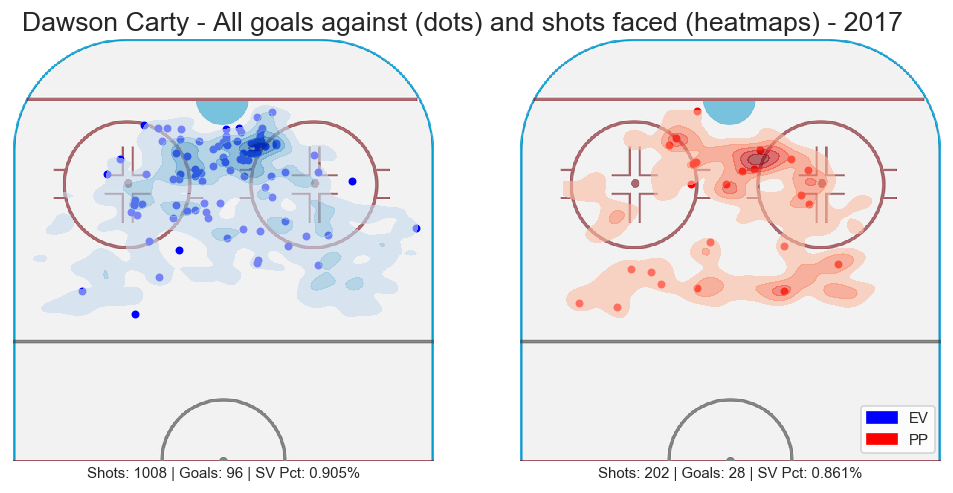 Dawson Carty - All goals against (dots) and shots faced (heatmaps) - 2017
EV
PP
Shots: 1008 | Goals: 96 | SV Pct: 0.905%
Shots: 202 | Goals: 28 | SV Pct: 0.861%